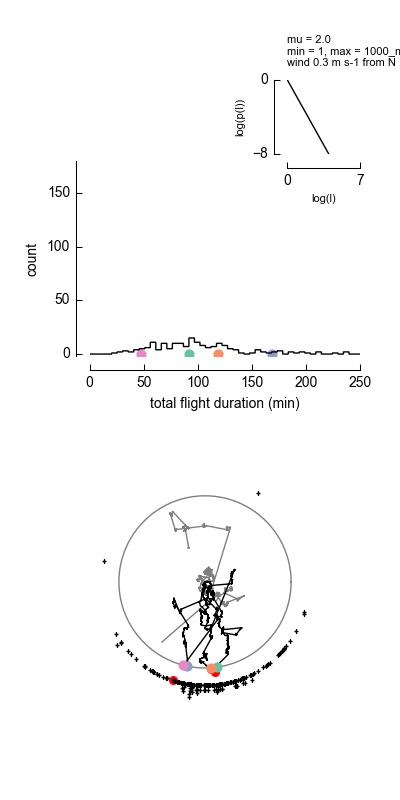 mu = 2.0
min = 1, max = 1000_m
wind 0.3 m s-1 from N
0
−8
log(p(l))
0
7
log(l)
150
100
50
0
count
0
50
100
150
200
250
total flight duration (min)